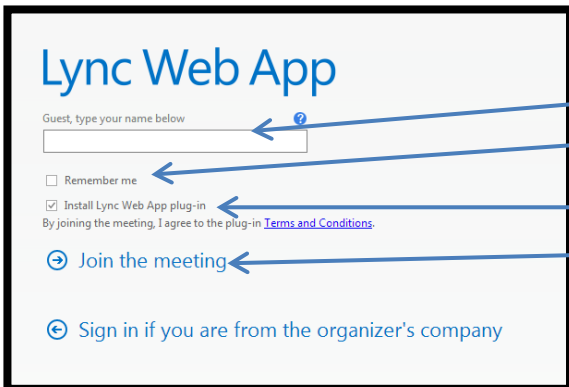 Lync Web App
Guest, type your name below ?
Remember me
Install Lync Web App plug-in
By joining the meeting, I agree to the plug-in Terms and Conditions.
Join the meeting
Sign in if you are from the organizer's company